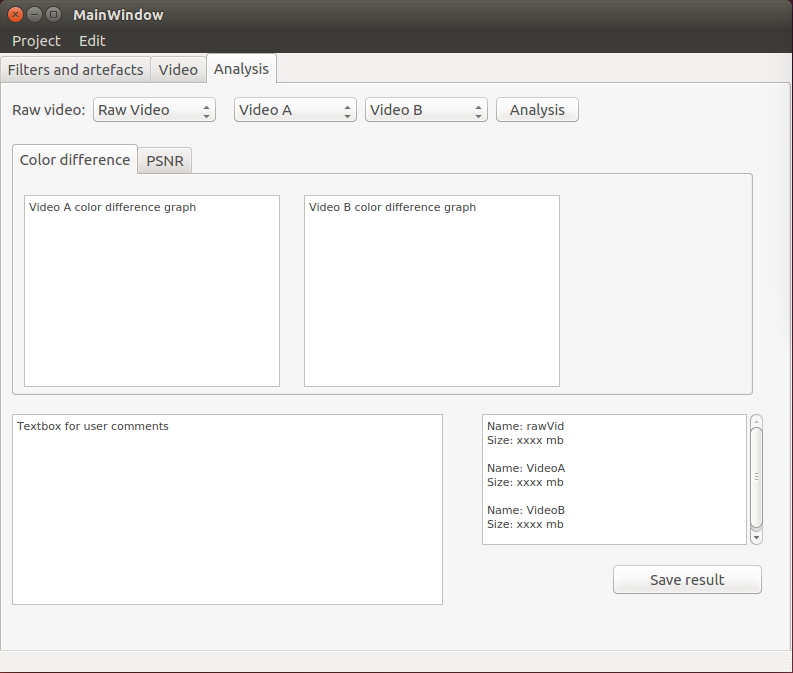 MainWindow
Project Edit
Filters and artefacts Video Analysis
Raw video: Raw Video Video A Video B Analysis
Color difference PSNR
Video A color difference graph Video B color difference graph
Textbox for user comments
Name: rawVid
Size: xxxx mb
Name: VideoA
Size: xxxx mb
Name: VideoB
Size: xxxx mb
Save result